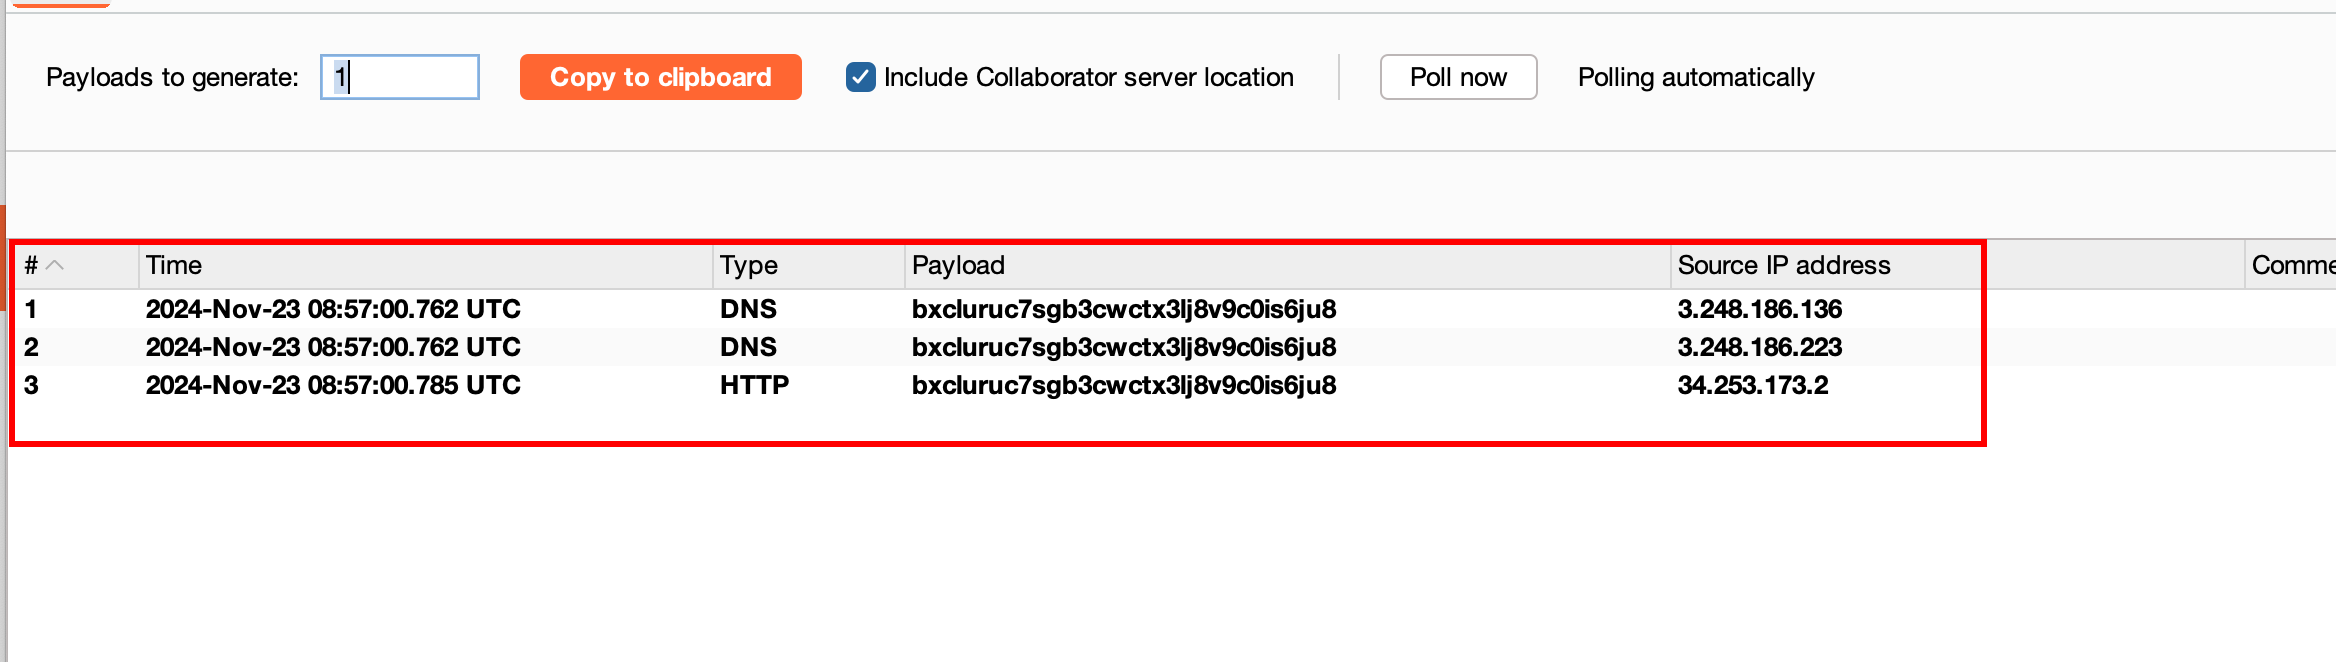 Payloads to generate: 1 Copy to clipboard Include Collaborator server location Poll now Polling automatically
# Time Type Payload Source IP address Comme
1 2024-Nov-23 08:57:00.762 UTC DNS bxcluruc7sgb3cwctx3lj8v9c0is6ju8 3.248.186.136
2 2024-Nov-23 08:57:00.762 UTC DNS bxcluruc7sgb3cwctx3lj8v9c0is6ju8 3.248.186.223
3 2024-Nov-23 08:57:00.785 UTC HTTP bxcluruc7sgb3cwctx3lj8v9c0is6ju8 34.253.173.2